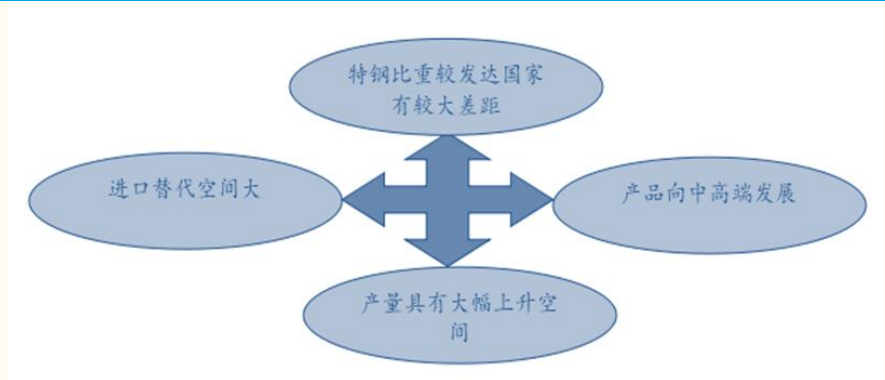 特钢比重较发达国家
有较大差距
进口替代空间大
产品向中高端发展
产量具有大幅上升空
间